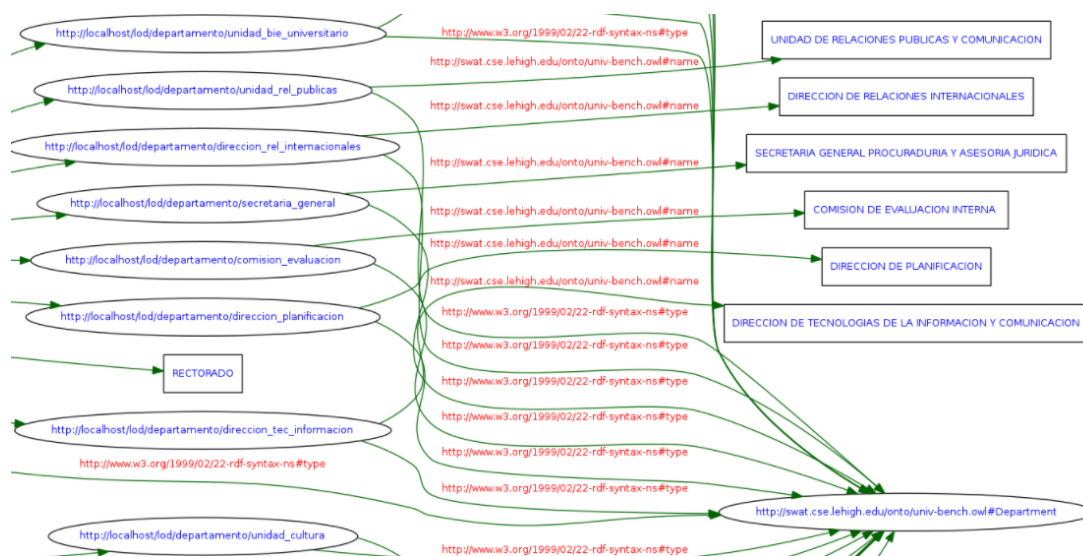 http://localhost/lod/departamento/unidad_bie_universitario
http://localhost/lod/departamento/unidad_rel_publicas
http://localhost/lod/departamento/direccion_rel_internacionales
http://localhost/lod/departamento/secretaria_general
http://localhost/lod/departamento/comision_evaluacion
http://localhost/lod/departamento/direccion_planificacion
RECTORADO
http://localhost/lod/departamento/direccion_tec_informacion
http://www.w3.org/1999/02/22-rdf-syntax-ns#type
http://localhost/lod/departamento/unidad_cultura
http://www.w3.org/1999/02/22-rdf-syntax-ns#type
http://swat.cse.lehigh.edu/onto/univ-bench.owl#name
http://swat.cse.lehigh.edu/onto/univ-bench.owl#name
http://swat.cse.lehigh.edu/onto/univ-bench.owl#name
http://swat.cse.lehigh.edu/onto/univ-bench.owl#name
http://swat.cse.lehigh.edu/onto/univ-bench.owl#name
http://swat.cse.lehigh.edu/onto/univ-bench.owl#name
http://www.w3.org/1999/02/22-rdf-syntax-ns#type
http://www.w3.org/1999/02/22-rdf-syntax-ns#type
http://www.w3.org/1999/02/22-rdf-syntax-ns#type
http://www.w3.org/1999/02/22-rdf-syntax-ns#type
http://www.w3.org/1999/02/22-rdf-syntax-ns#type
http://www.w3.org/1999/02/22-rdf-syntax-ns#type
http://www.w3.org/1999/02/22-rdf-syntax-ns#type
UNIDAD DE RELACIONES PUBLICAS Y COMUNICACION
DIRECCION DE RELACIONES INTERNACIONALES
SECRETARIA GENERAL PROCURADURIA Y ASESORIA JURIDICA
COMISION DE EVALUACION INTERNA
DIRECCION DE PLANIFICACION
DIRECCION DE TECNOLOGIAS DE LA INFORMACION Y COMUNICACION
http://swat.cse.lehigh.edu/onto/univ-bench.owl#Department